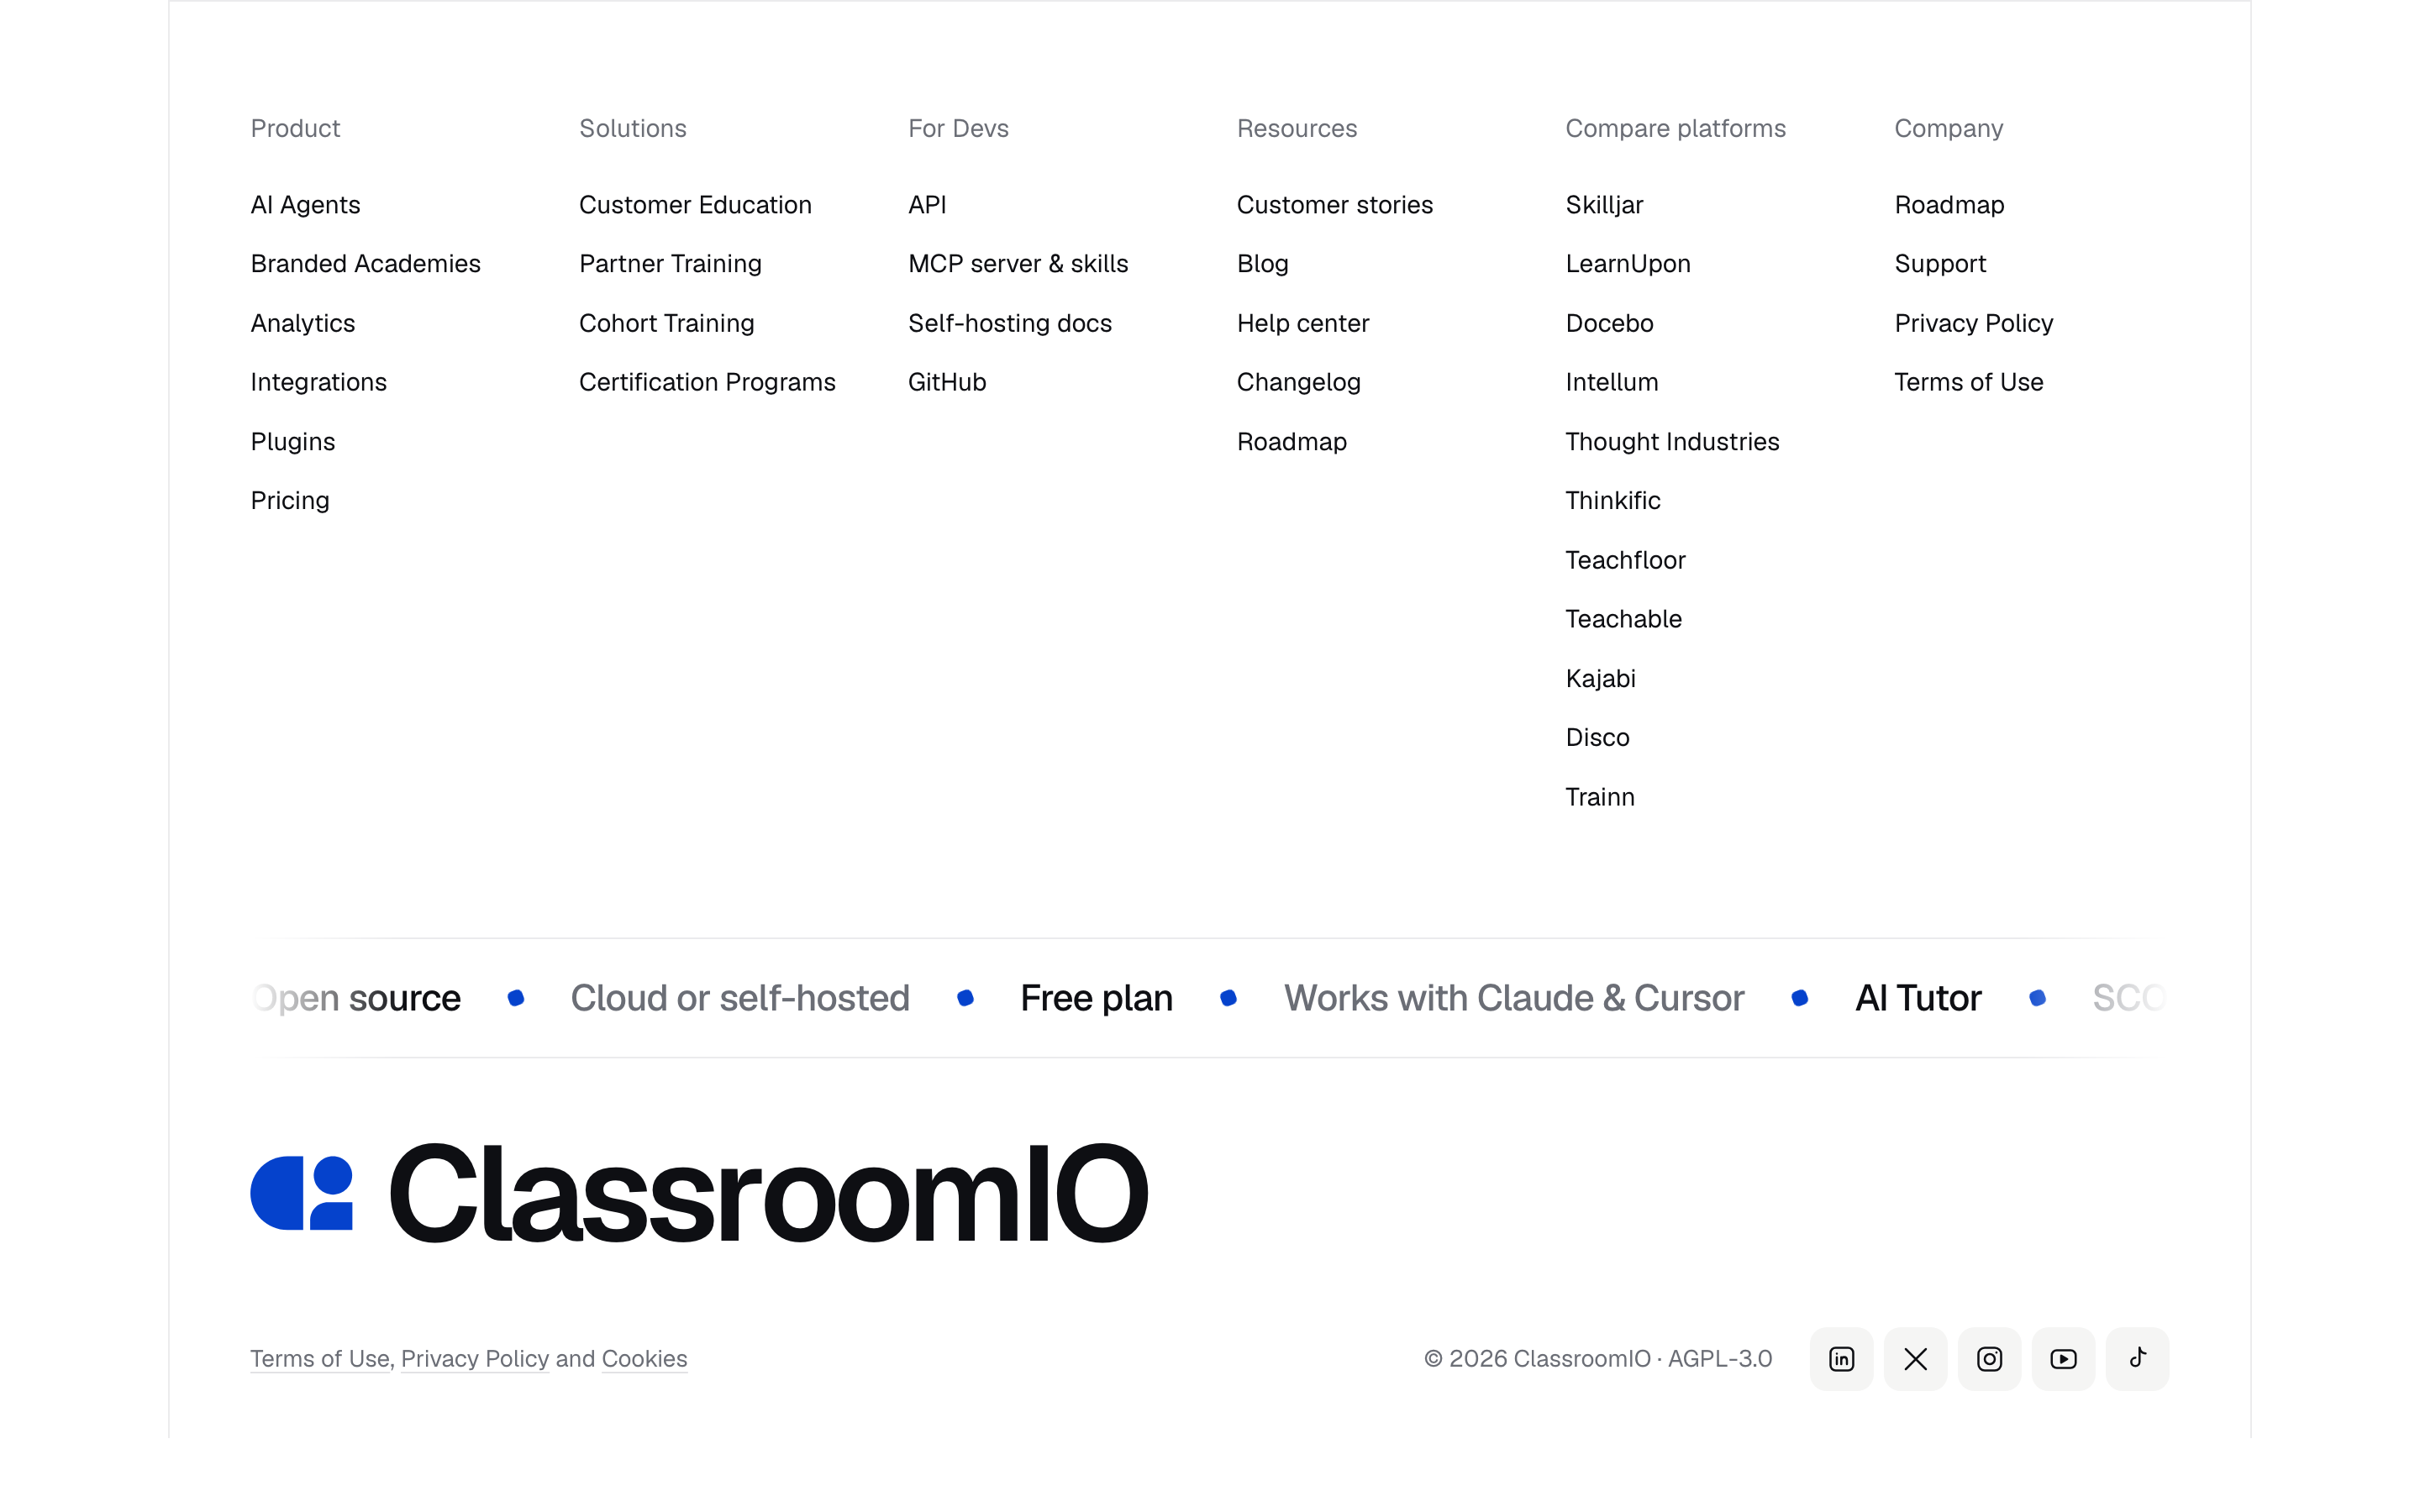 Product
AI Agents
Branded Academies
Analytics
Integrations
Plugins
Pricing
Solutions
Customer Education
Partner Training
Cohort Training
Certification Programs
For Devs
API
MCP server & skills
Self-hosting docs
GitHub
Resources
Customer stories
Blog
Help center
Changelog
Roadmap
Compare platforms
Skilljar
LearnUpon
Docebo
Intellum
Thought Industries
Thinkific
Teachfloor
Teachable
Kajabi
Disco
Trainn
Company
Roadmap
Support
Privacy Policy
Terms of Use
Open source • Cloud or self-hosted • Free plan • Works with Claude & Cursor • AI Tutor •
ClassroomIO
Terms of Use, Privacy Policy and Cookies
© 2026 ClassroomIO · AGPL-3.0